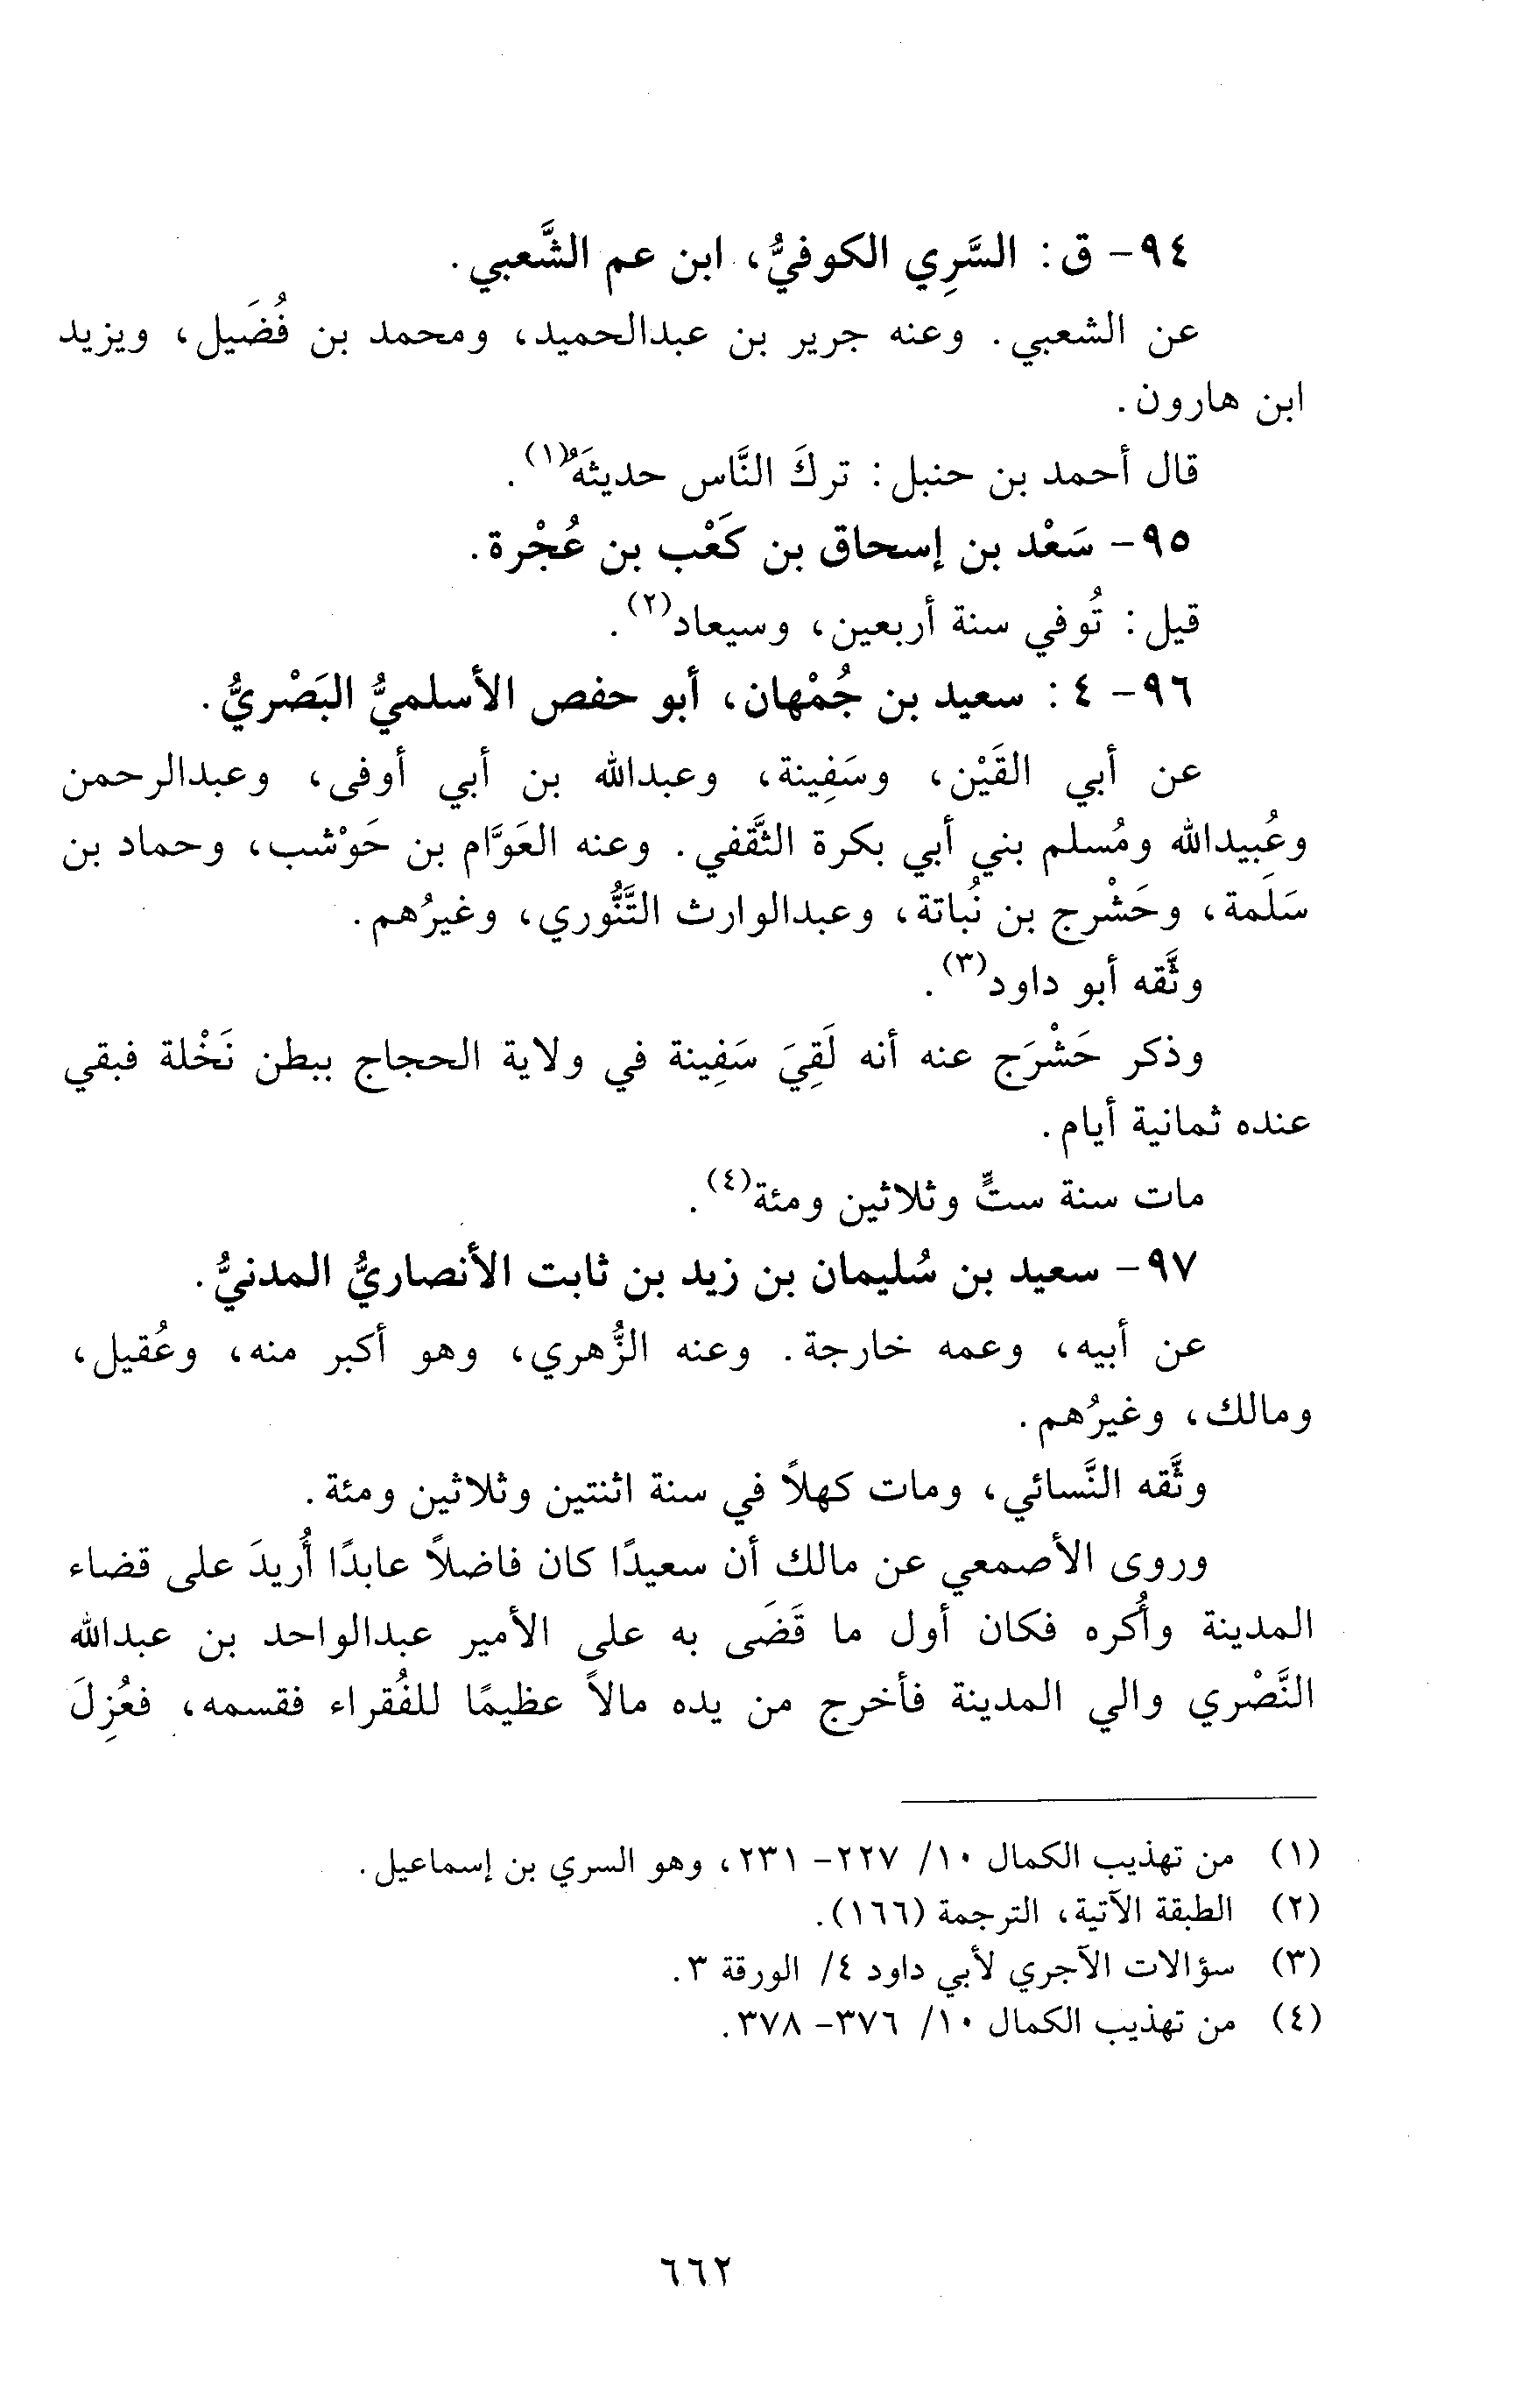 ٩٤- ق: السَّرِي الكوفيُّ، ابن عم الشَّعبي.
عن الشعبي. وعنه جرير بن عبدالحميد، ومحمد بن فُضَيل، ويزيد
ابن هارون.
قال أحمد بن حنبل: تركَ النَّاس حديثَهُ(١).
٩٥- سَعْد بن إسحاق بن كَعْب بن عُجْرة.
قيل: تُوفي سنة أربعين، وسيعاد(٢).
٩٦- ٤: سعيد بن جُمْهان، أبو حفص الأسلميُّ البَصْريُّ.
عن أبي القَيْن، وسَفِينة، وعبدالله بن أبي أوفى، وعبدالرحمن
وعُبيدالله ومُسلم بني أبي بكرة الثَّقفي. وعنه العَوَّام بن حَوْشب، وحماد بن
سَلَمة، وحَشْرج بن نُباتة، وعبدالوارث التَّنُّوري، وغيرُهم.
وثَّقه أبو داود(٣).
وذكر حَشْرَج عنه أنه لَقِيَ سَفِينة في ولاية الحجاج ببطن نَخْلة فبقي
عنده ثمانية أيام.
مات سنة ستٍّ وثلاثين ومئة(٤).
٩٧- سعيد بن سُليمان بن زيد بن ثابت الأنصاريُّ المدنيُّ.
عن أبيه، وعمه خارجة. وعنه الزُّهري، وهو أكبر منه، وعُقيل،
ومالك، وغيرُهم.
وثَّقه النَّسائي، ومات كهلاً في سنة اثنتين وثلاثين ومئة.
وروى الأصمعي عن مالك أن سعيدًا كان فاضلاً عابدًا أُريدَ على قضاء
المدينة وأُكره فكان أول ما قَضَى به على الأمير عبدالواحد بن عبدالله
النَّصْري والي المدينة فأخرج من يده مالاً عظيمًا للفُقراء فقسمه، فعُزِلَ
(١) من تهذيب الكمال ١٠/ ٢٢٧- ٢٣١، وهو السري بن إسماعيل.
(٢) الطبقة الآتية، الترجمة (١٦٦).
(٣) سؤالات الآجري لأبي داود ٤/ الورقة ٣.
(٤) من تهذيب الكمال ١٠/ ٣٧٦- ٣٧٨.
٦٦٢